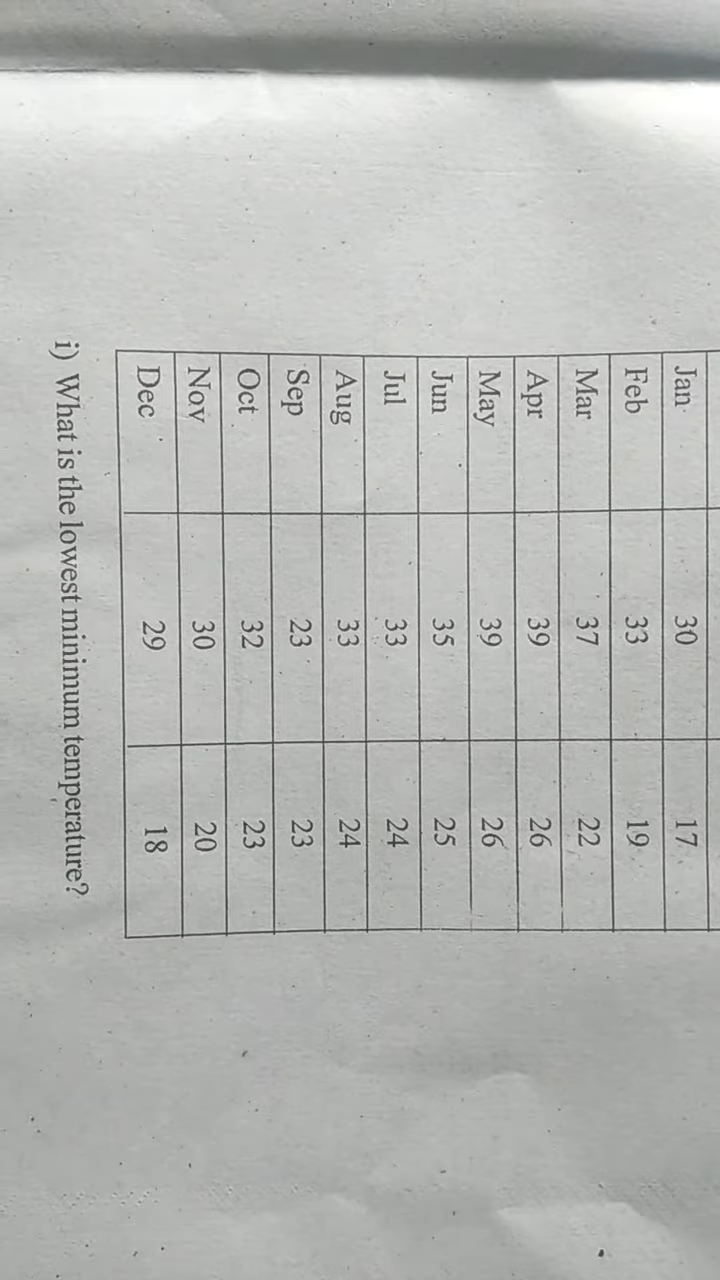 Jan 30 17
Feb 33 19
Mar 37 22
Apr 39 26
May 39 26
Jun 35 25
Jul 33 24
Aug 33 24
Sep 23 23
Oct 32 23
Nov 30 20
Dec 29 18
i) What is the lowest minimum temperature?